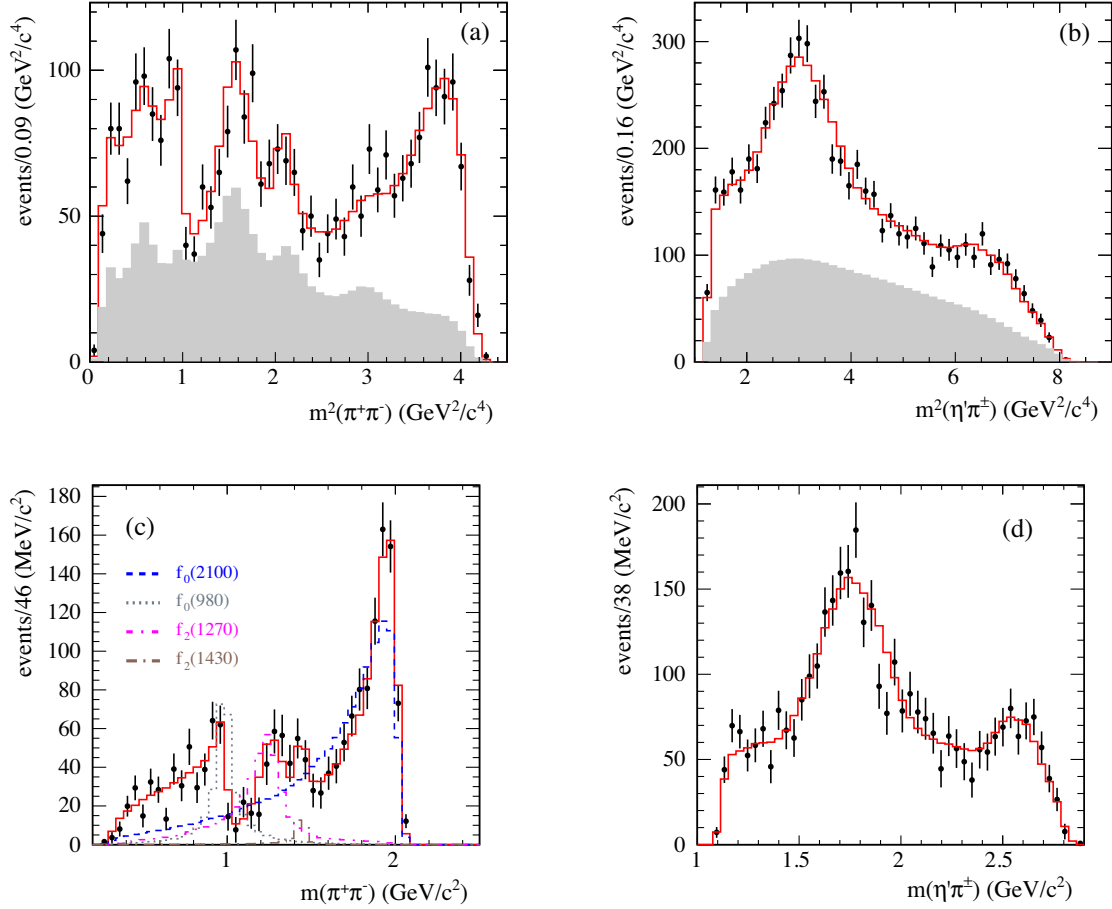 (a)
events/0.09 (GeV²/c⁴)
100
50
0
0 1 2 3 4
m²(π⁺π⁻) (GeV²/c⁴)
(b)
events/0.16 (GeV²/c⁴)
300
200
100
0
2 4 6 8
m²(η'π±) (GeV²/c⁴)
(c)
events/46 (MeV/c²)
180
160
140
120
100
80
60
40
20
0
f₀(2100)
f₀(980)
f₂(1270)
f₂(1430)
1 2
m(π⁺π⁻) (GeV/c²)
(d)
events/38 (MeV/c²)
200
150
100
50
0
1 1.5 2 2.5
m(η'π±) (GeV/c²)